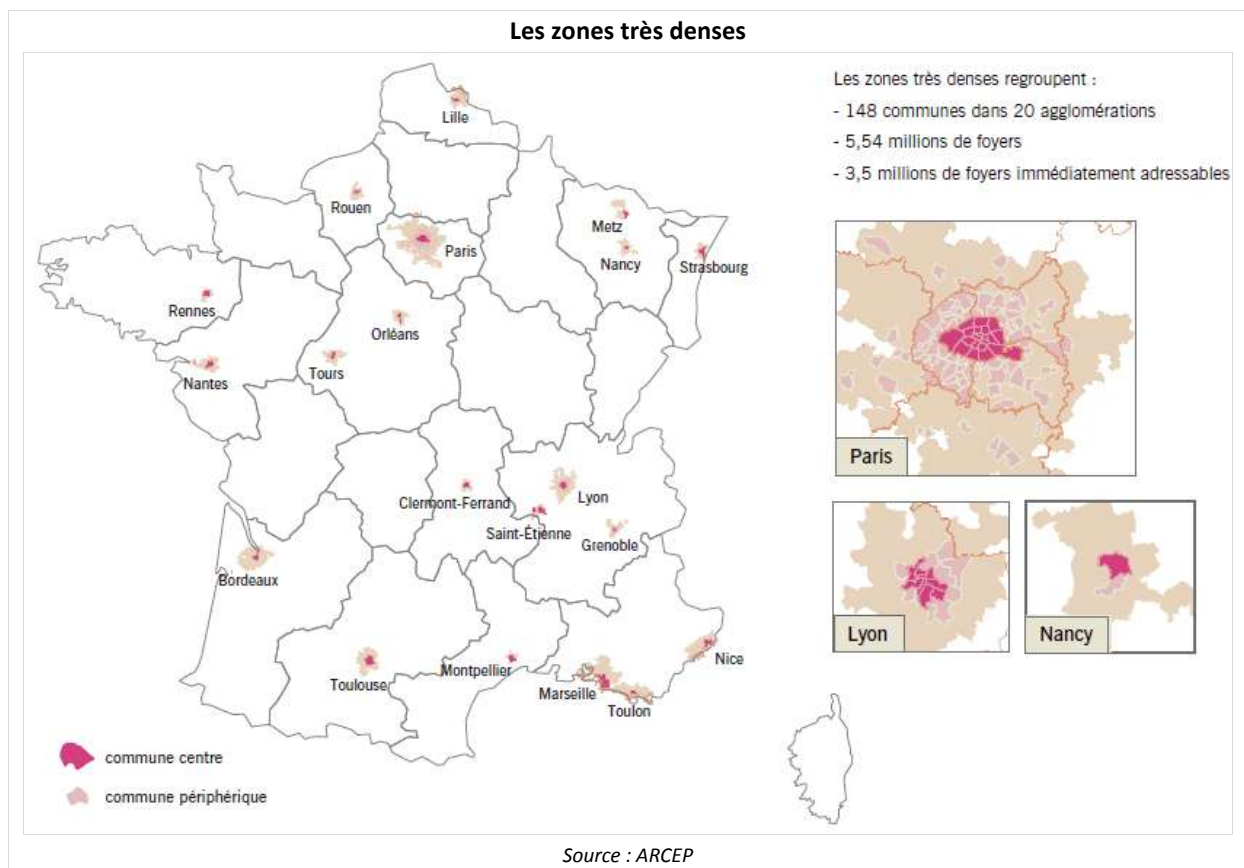 Les zones très denses
Les zones très denses regroupent :
- 148 communes dans 20 agglomérations
- 5,54 millions de foyers
- 3,5 millions de foyers immédiatement adressables
Lille
Rouen
Paris
Metz
Nancy
Strasbourg
Rennes
Orléans
Nantes
Tours
Clermont-Ferrand
Lyon
Saint-Étienne
Grenoble
Bordeaux
Toulouse
Montpellier
Marseille
Toulon
Nice
Paris
Lyon
Nancy
commune centre
commune périphérique
Source : ARCEP